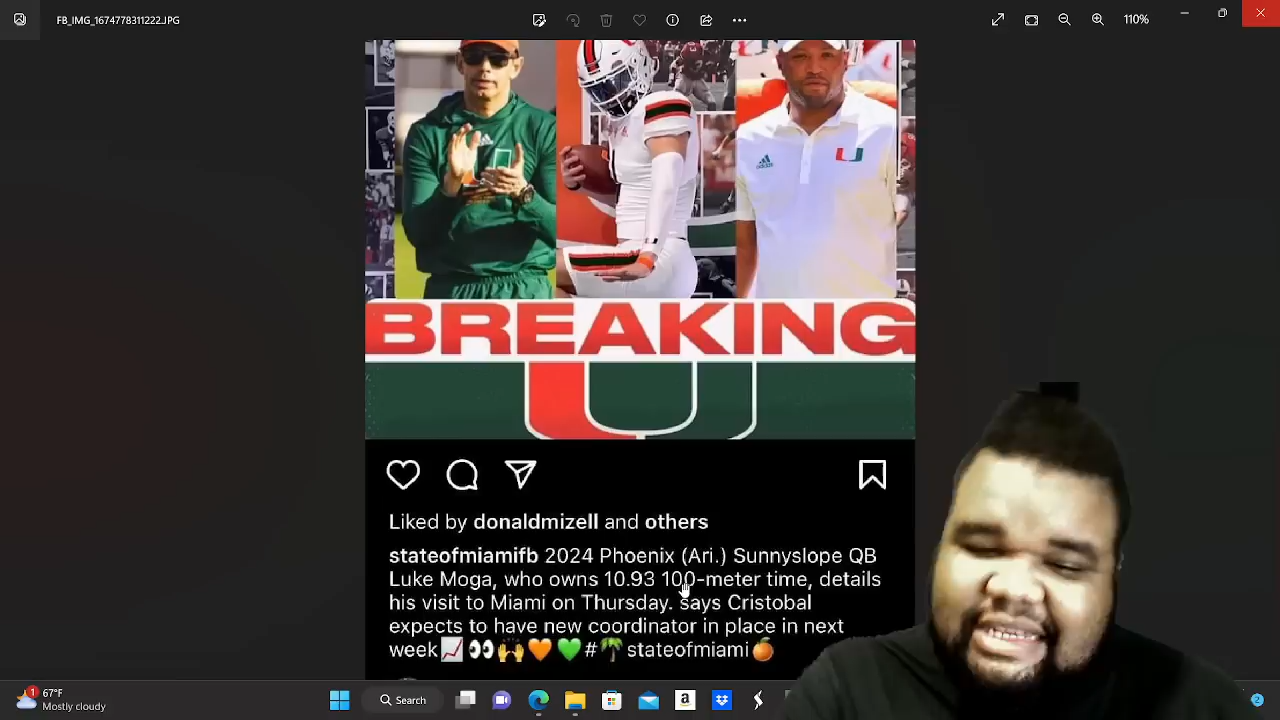 FB_IMG_1674778311222.JPG
110%
BREAKING
Liked by donaldmizell and others
stateofmiamifb 2024 Phoenix (Ari.) Sunnyslope QB
Luke Moga, who owns 10.93 100-meter time, details
his visit to Miami on Thursday. says Cristobal
expects to have new coordinator in place in next
week📈👀🙌🧡💚#🌴stateofmiami🍊
1
67°F
Mostly cloudy
Search
2